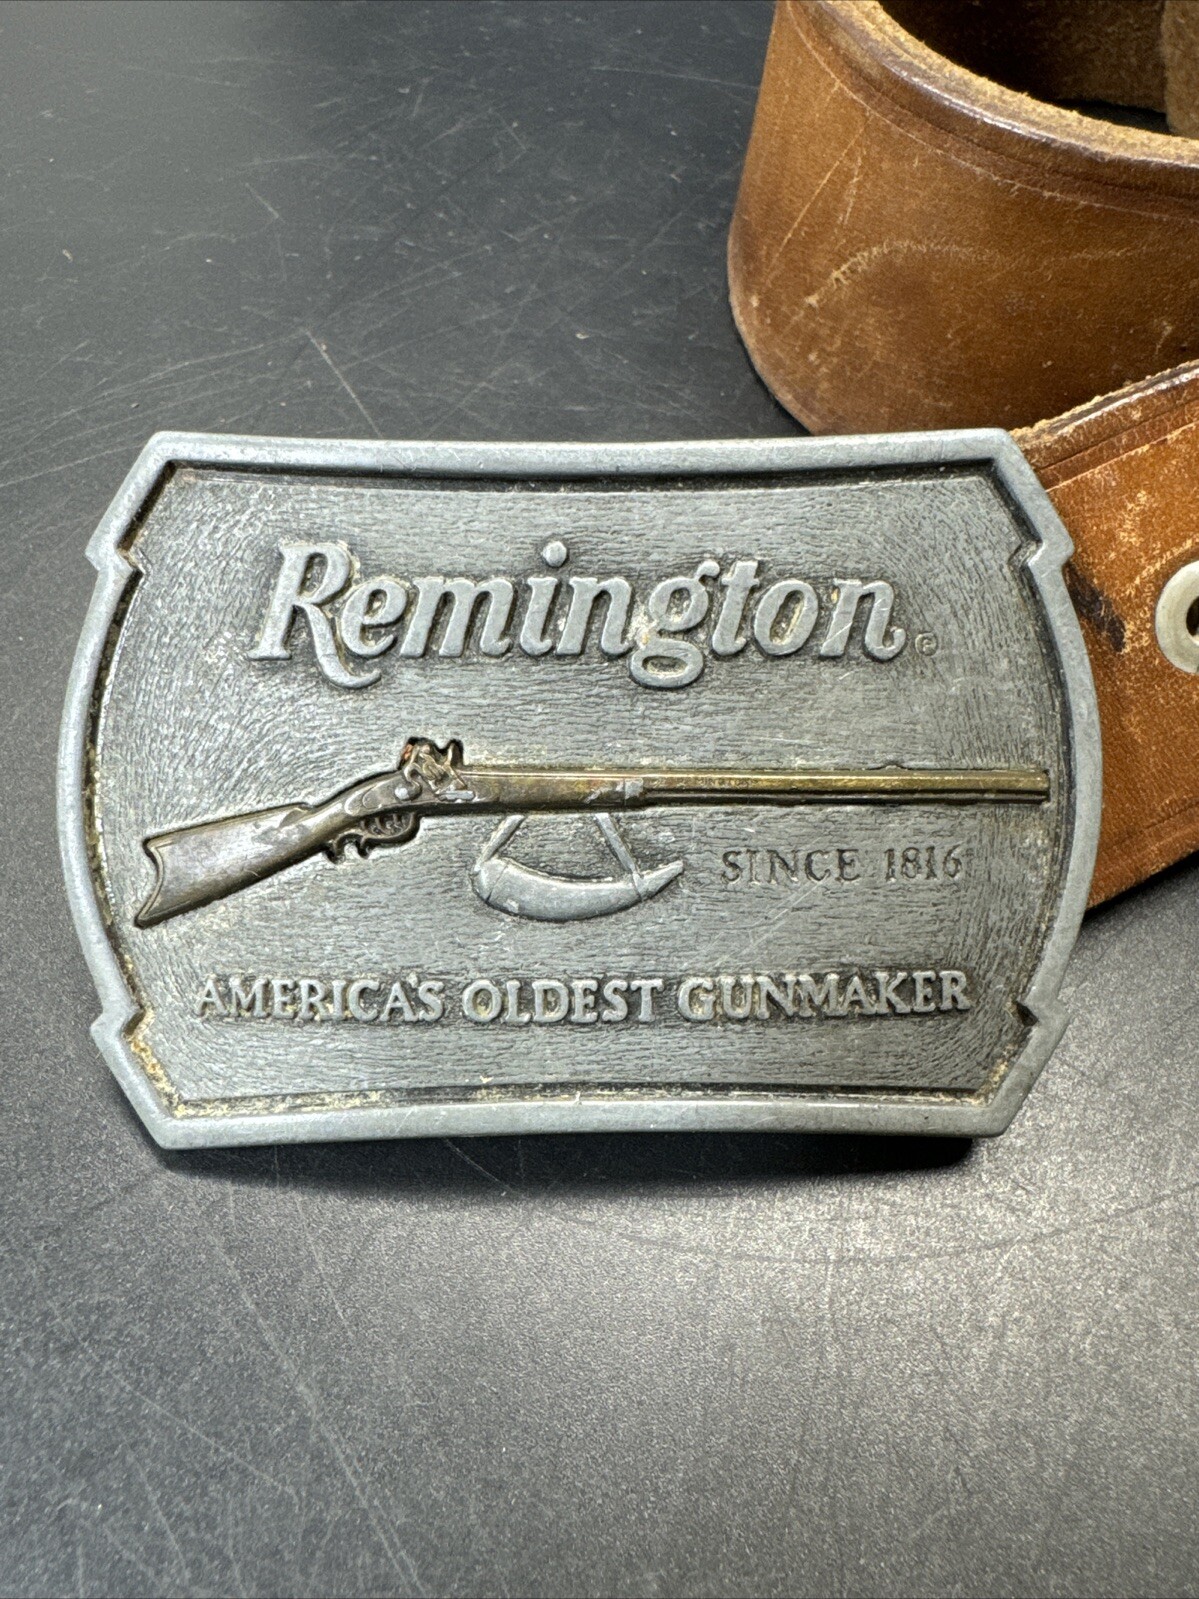 Remington®
SINCE 1816
AMERICA'S OLDEST GUNMAKER